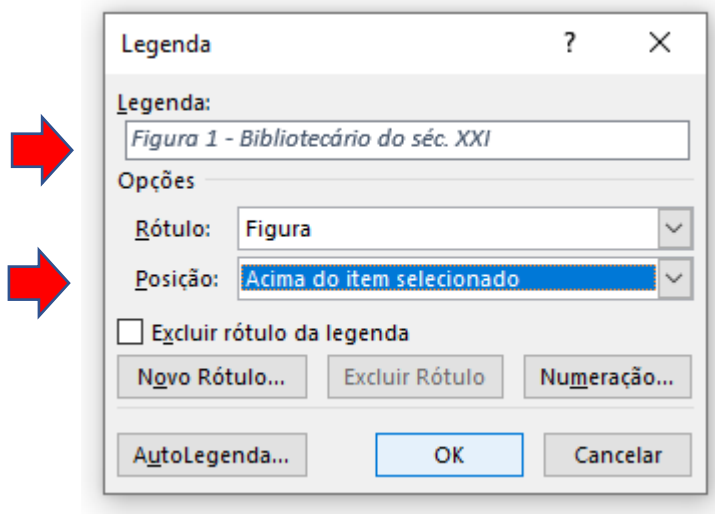 Legenda ? ×
Legenda:
Figura 1 - Bibliotecário do séc. XXI
Opções
Rótulo: Figura
Posição: Acima do item selecionado
Excluir rótulo da legenda
Novo Rótulo... Excluir Rótulo Numeração...
AutoLegenda... OK Cancelar